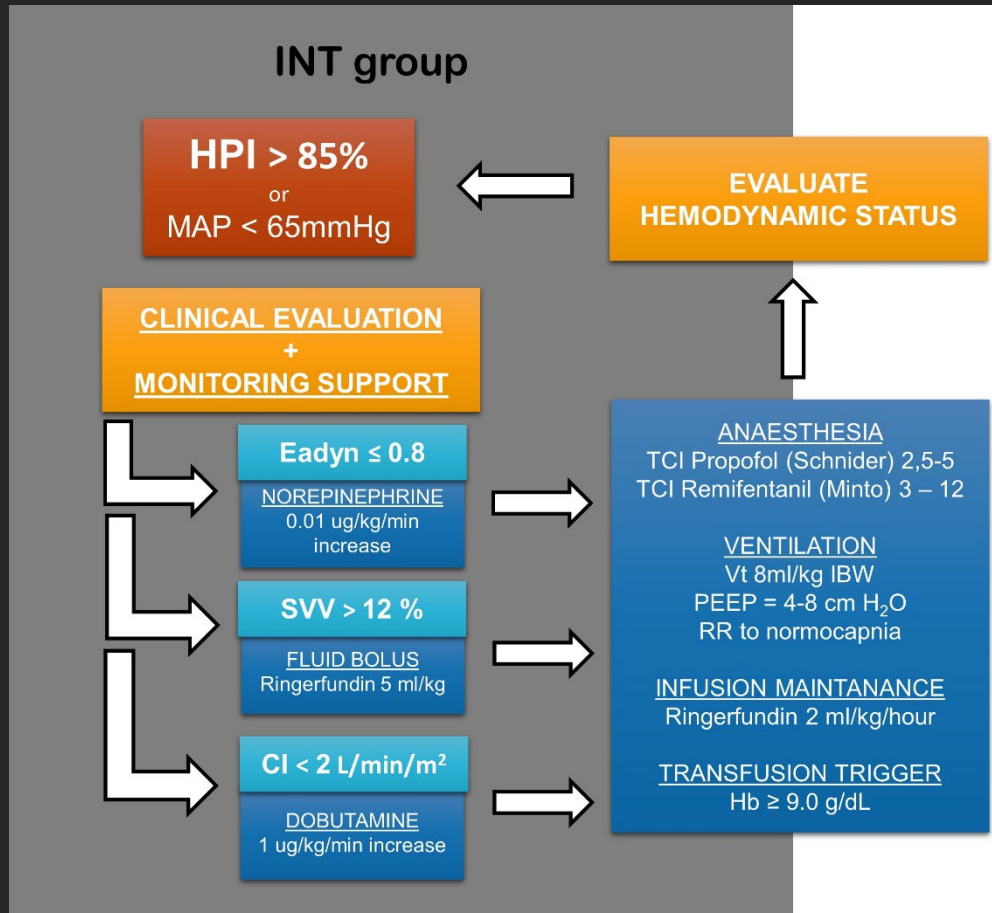 INT group
HPI > 85%
or
MAP < 65mmHg
EVALUATE
HEMODYNAMIC STATUS
CLINICAL EVALUATION
+
MONITORING SUPPORT
Eadyn ≤ 0.8
NOREPINEPHRINE
0.01 ug/kg/min
increase
SVV > 12 %
FLUID BOLUS
Ringerfundin 5 ml/kg
CI < 2 L/min/m²
DOBUTAMINE
1 ug/kg/min increase
ANAESTHESIA
TCI Propofol (Schnider) 2,5-5
TCI Remifentanil (Minto) 3 – 12
VENTILATION
Vt 8ml/kg IBW
PEEP = 4-8 cm H₂O
RR to normocapnia
INFUSION MAINTANANCE
Ringerfundin 2 ml/kg/hour
TRANSFUSION TRIGGER
Hb ≥ 9.0 g/dL